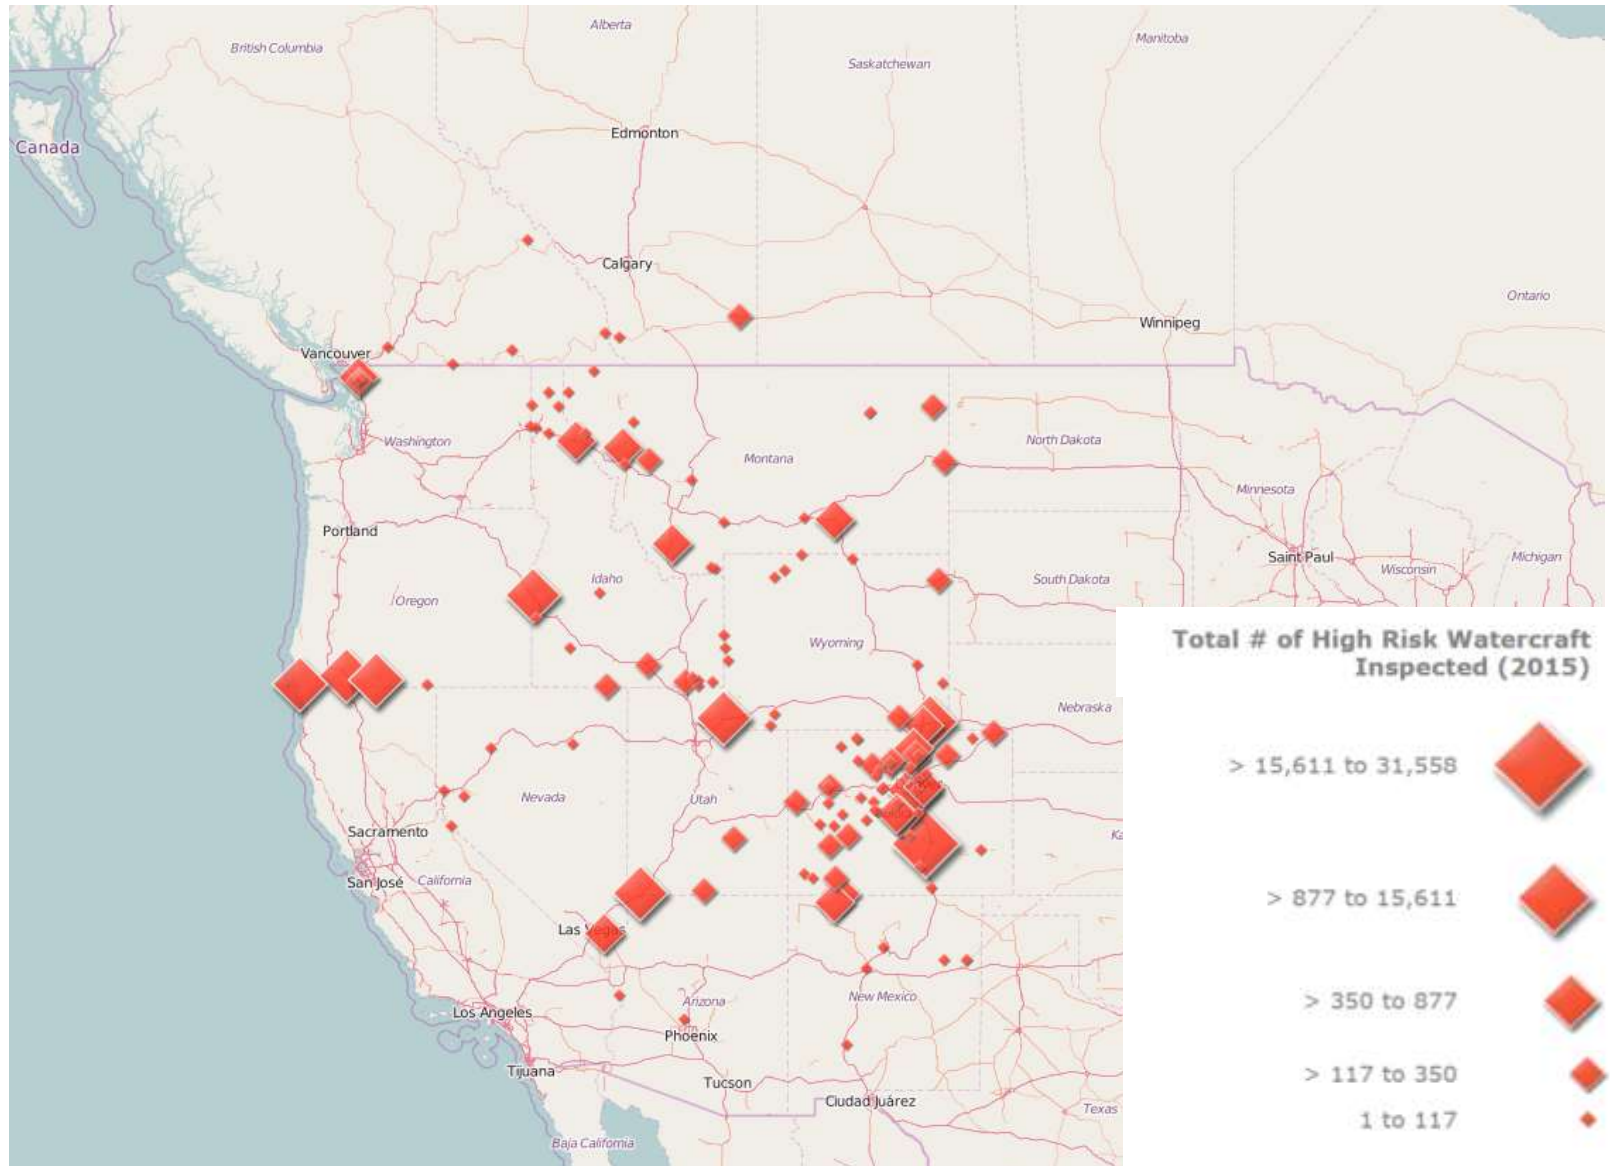 Alberta
British Columbia
Manitoba
Saskatchewan
Edmonton
Canada
Calgary
Ontario
Winnipeg
Vancouver
Washington
Montana
North Dakota
Minnesota
Portland
Saint Paul
Michigan
Wisconsin
Idaho
South Dakota
Oregon
Wyoming
Total # of High Risk Watercraft
Inspected (2015)
Nebraska
> 15,611 to 31,558
Nevada
Utah
Sacramento
Ka
San José
California
> 877 to 15,611
Las Vegas
New Mexico
Arizona
> 350 to 877
Los Angeles
Phoenix
Tijuana
Tucson
> 117 to 350
Ciudad Juárez
Texas
1 to 117
Baja California